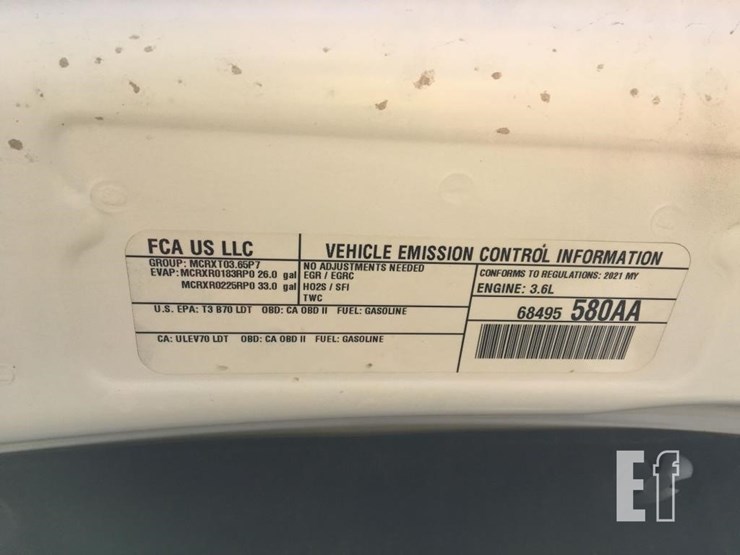 FCA US LLC
VEHICLE EMISSION CONTROL INFORMATION
GROUP: MCRXT03.65P7
EVAP: MCRXR0183RP0 26.0 gal
MCRXR0225RP0 33.0 gal
NO ADJUSTMENTS NEEDED
EGR / EGRC
HO2S / SFI
TWC
CONFORMS TO REGULATIONS: 2021 MY
ENGINE: 3.6L
U.S. EPA: T3 B70 LDT OBD: CA OBD II FUEL: GASOLINE
68495 580AA
CA: ULEV70 LDT OBD: CA OBD II FUEL: GASOLINE
Ef